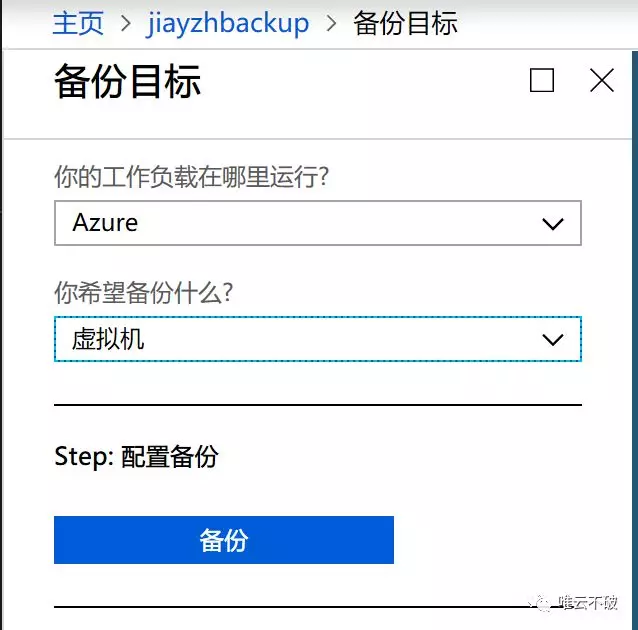 主页 > jiayzhbackup > 备份目标
备份目标
你的工作负载在哪里运行?
Azure
你希望备份什么?
虚拟机
Step: 配置备份
备份
唯云不破